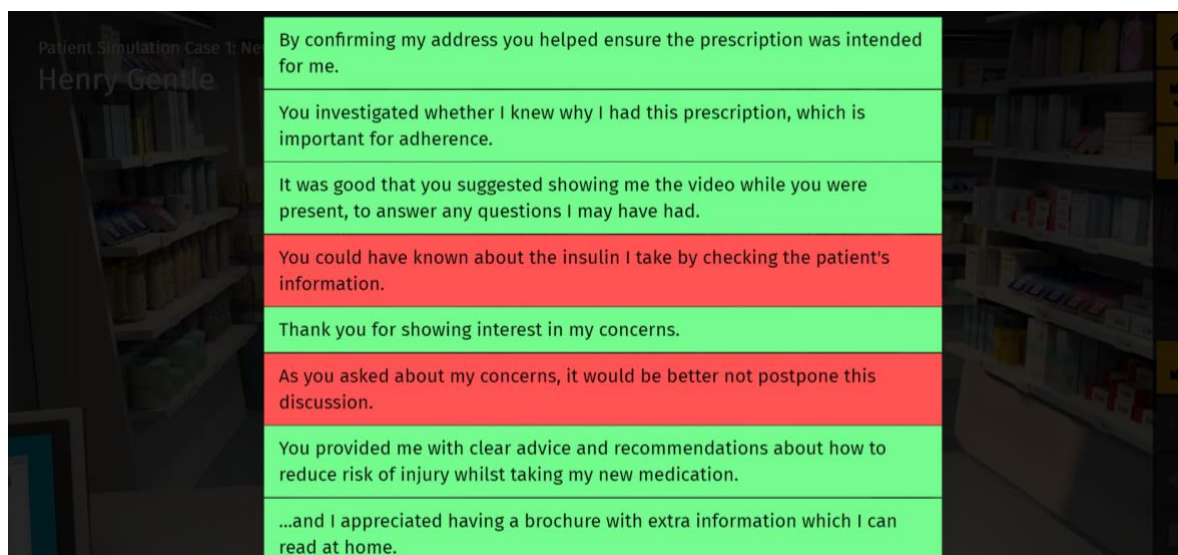 Patient Simulation Case 1: Ne
Henry Gentle
By confirming my address you helped ensure the prescription was intended
for me.
You investigated whether I knew why I had this prescription, which is
important for adherence.
It was good that you suggested showing me the video while you were
present, to answer any questions I may have had.
You could have known about the insulin I take by checking the patient's
information.
Thank you for showing interest in my concerns.
As you asked about my concerns, it would be better not postpone this
discussion.
You provided me with clear advice and recommendations about how to
reduce risk of injury whilst taking my new medication.
...and I appreciated having a brochure with extra information which I can
read at home.